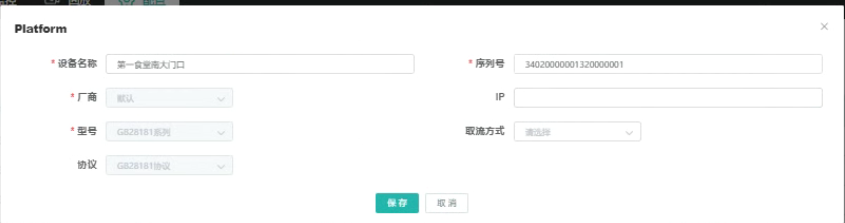 配置
Platform
* 设备名称 第一食堂南大门口
* 序列号 34020000001320000001
* 厂商 默认
IP
* 型号 GB28181系列
取流方式 请选择
协议 GB28181协议
保存 取消